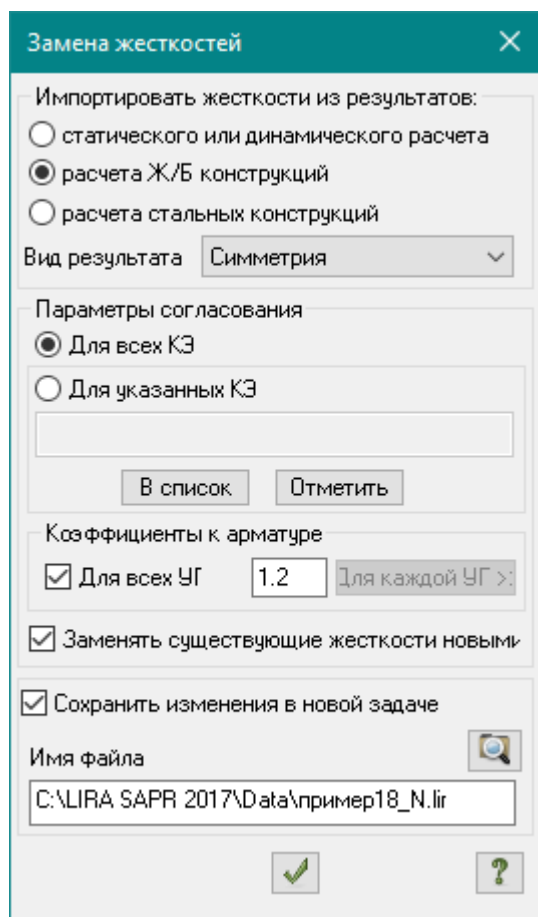 Замена жесткостей
Импортировать жесткости из результатов:
статического или динамического расчета
расчета Ж/Б конструкций
расчета стальных конструкций
Вид результата Симметрия
Параметры согласования
Для всех КЭ
Для указанных КЭ
В список Отметить
Коэффициенты к арматуре
Для всех УГ 1.2 Для каждой УГ >>
Заменять существующие жесткости новыми
Сохранить изменения в новой задаче
Имя файла
C:\LIRA SAPR 2017\Data\пример18_N.lir
?